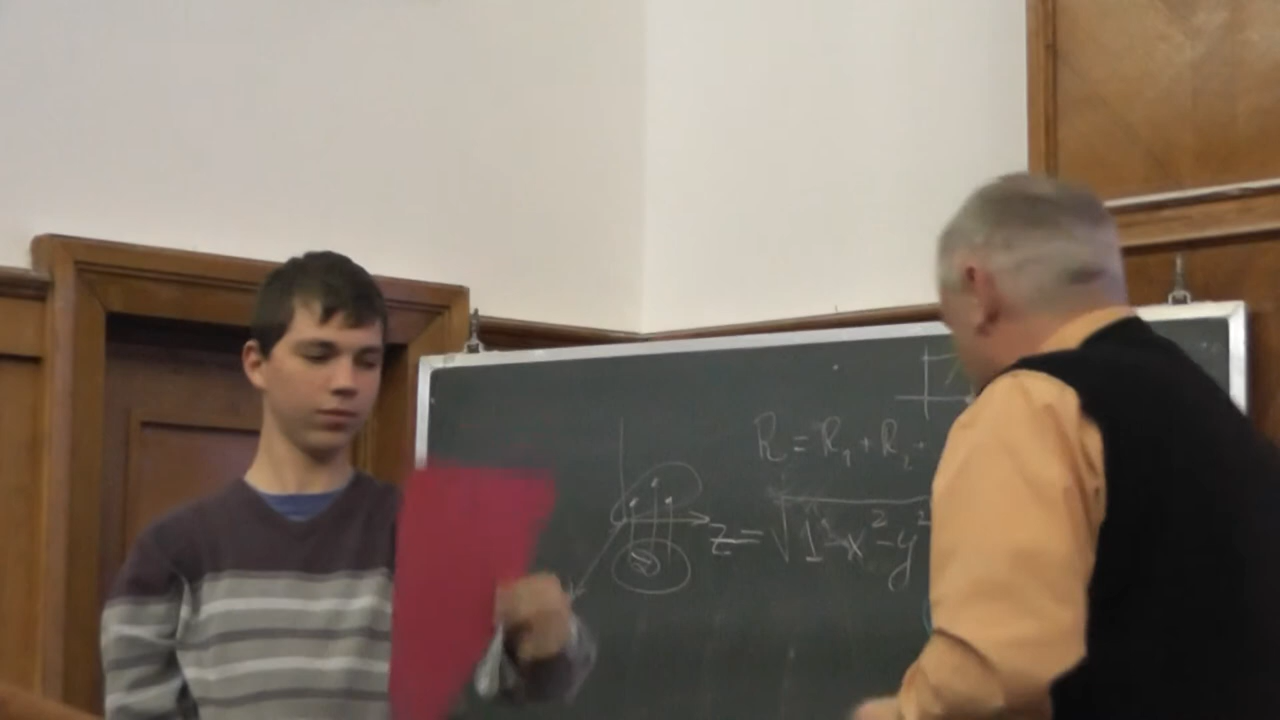 R = R₁ + R₂ +
z = √1 - x² - y²